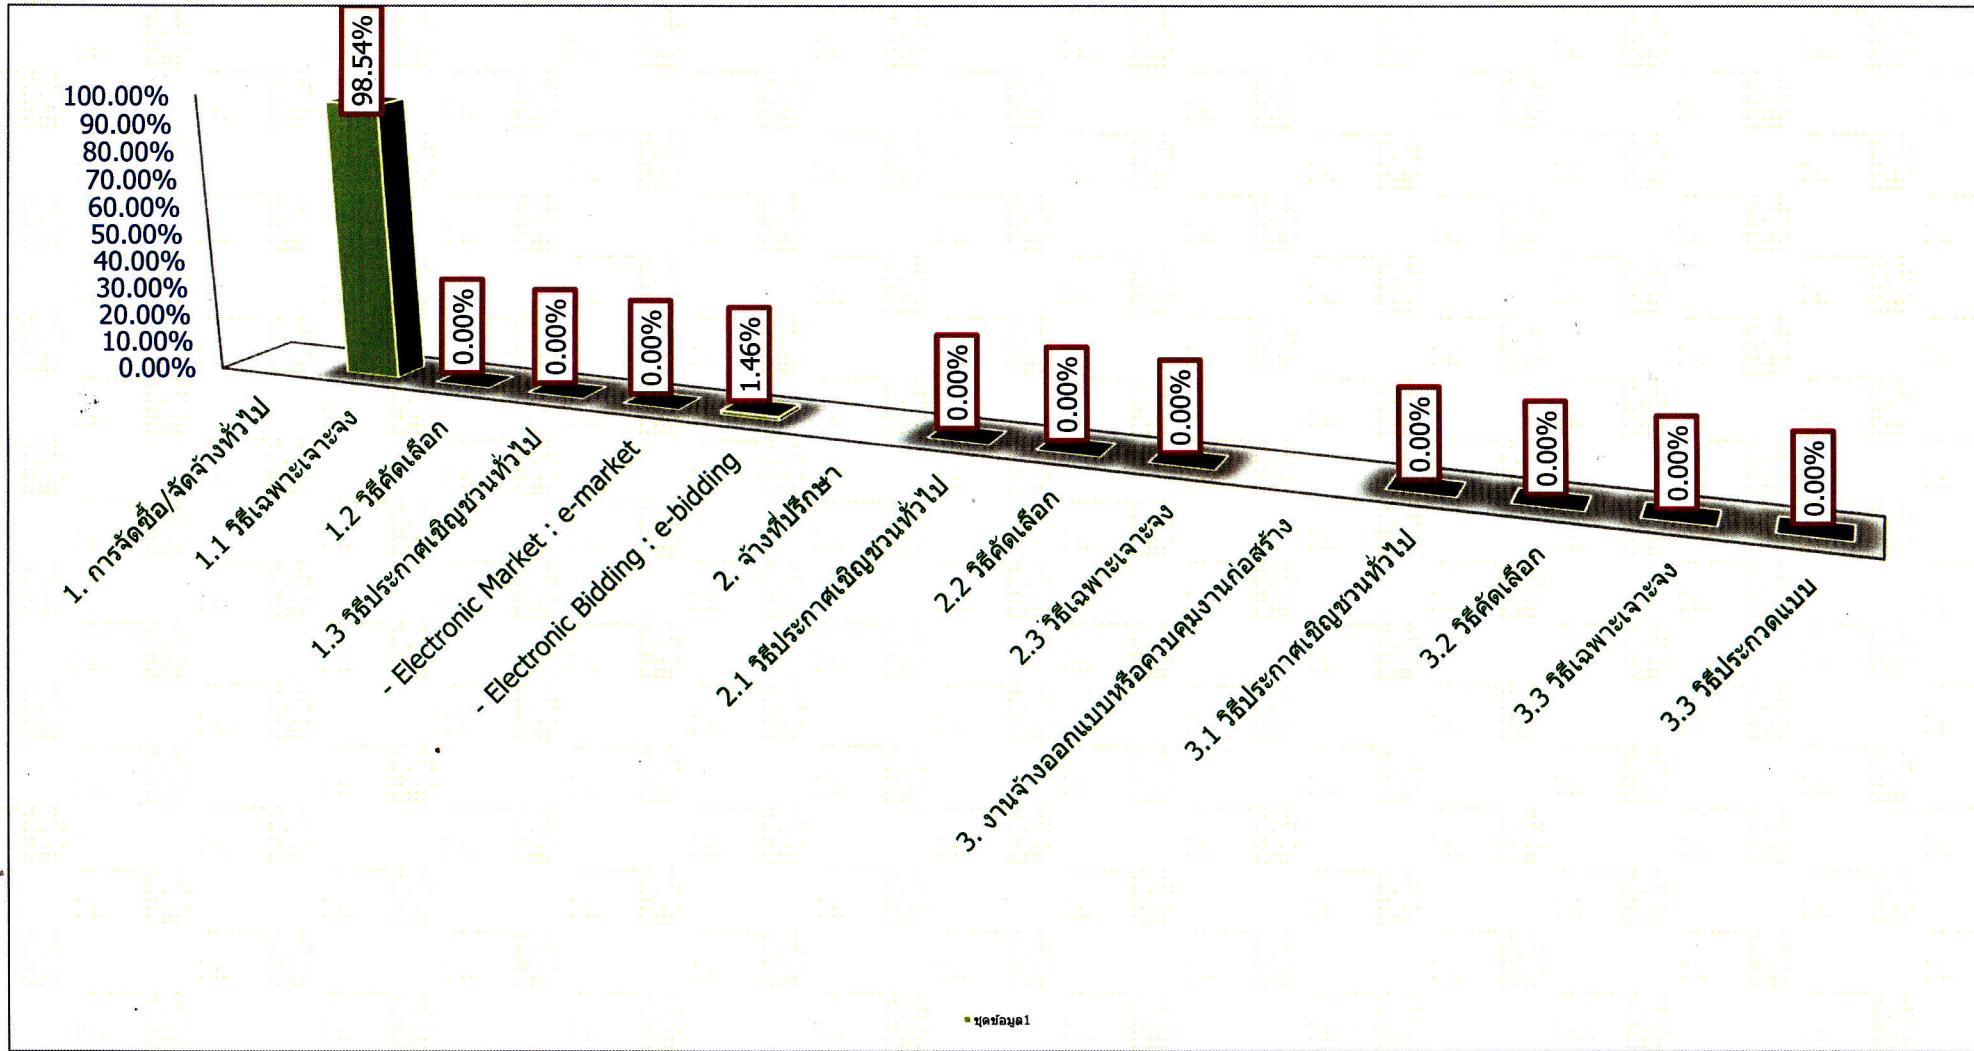 98.54%
100.00%
90.00%
80.00%
70.00%
60.00%
50.00%
40.00%
30.00%
20.00%
10.00%
0.00%
0.00%
0.00%
0.00%
1.46%
0.00%
0.00%
0.00%
0.00%
0.00%
0.00%
0.00%
1. การจัดซื้อ/จัดจ้างทั่วไป
1.1 วิธีเฉพาะเจาะจง
1.2 วิธีคัดเลือก
1.3 วิธีประกาศเชิญชวนทั่วไป
- Electronic Market : e-market
- Electronic Bidding : e-bidding
2. จ้างที่ปรึกษา
2.1 วิธีประกาศเชิญชวนทั่วไป
2.2 วิธีคัดเลือก
2.3 วิธีเฉพาะเจาะจง
3. งานจ้างออกแบบหรือควบคุมงานก่อสร้าง
3.1 วิธีประกาศเชิญชวนทั่วไป
3.2 วิธีคัดเลือก
3.3 วิธีเฉพาะเจาะจง
3.3 วิธีประกวดแบบ
ชุดข้อมูล1